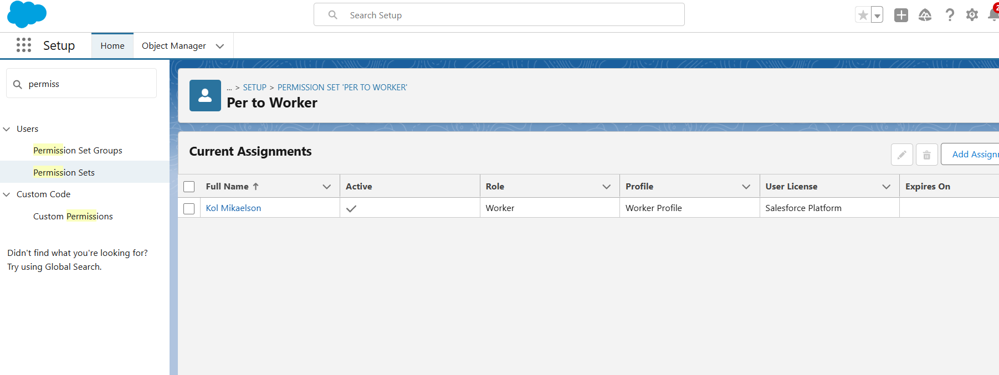 Search Setup
2
Setup
Home
Object Manager
permiss
Users
Permission Set Groups
Permission Sets
Custom Code
Custom Permissions
Didn't find what you're looking for?
Try using Global Search.
... > SETUP > PERMISSION SET 'PER TO WORKER'
Per to Worker
Current Assignments
Add Assignm
Full Name Active Role Profile User License Expires On
Kol Mikaelson Worker Worker Profile Salesforce Platform